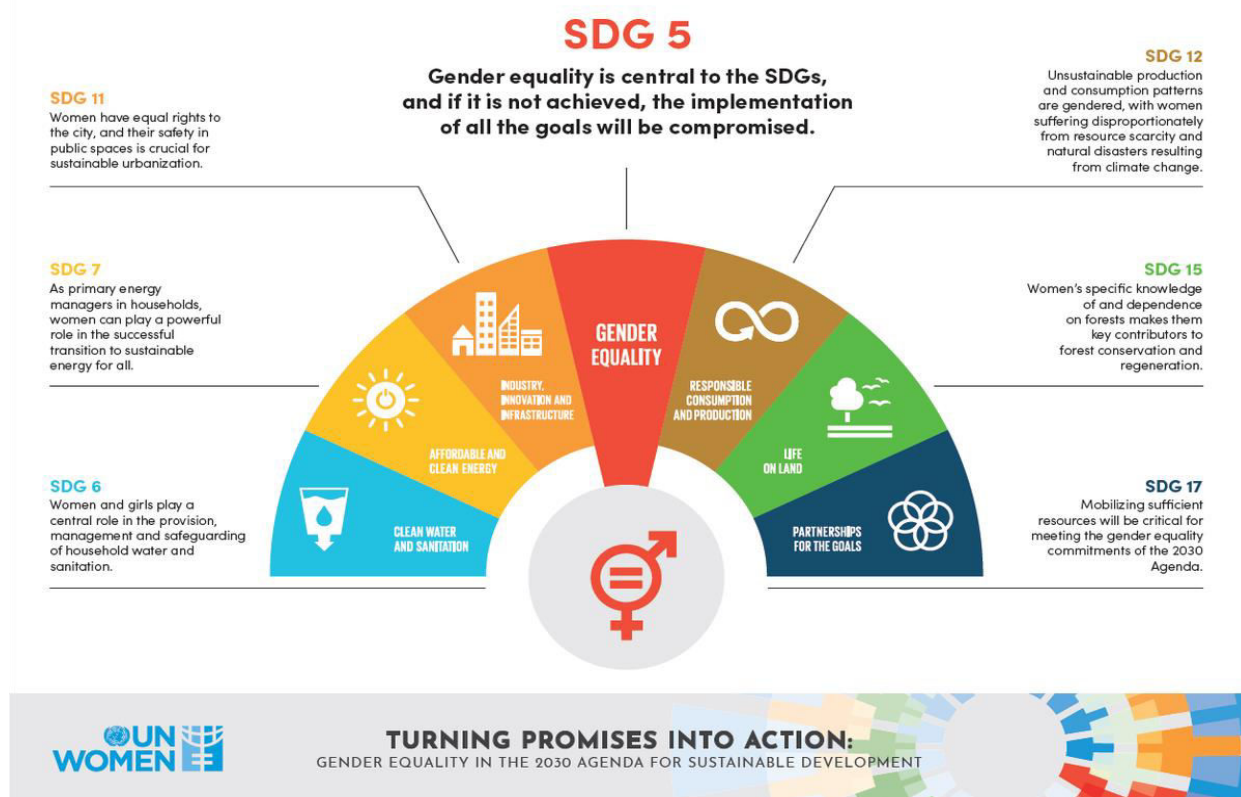 SDG 5
Gender equality is central to the SDGs,
and if it is not achieved, the implementation
of all the goals will be compromised.
SDG 11
Women have equal rights to
the city, and their safety in
public spaces is crucial for
sustainable urbanization.
SDG 7
As primary energy
managers in households,
women can play a powerful
role in the successful
transition to sustainable
energy for all.
SDG 6
Women and girls play a
central role in the provision,
management and safeguarding
of household water and
sanitation.
SDG 12
Unsustainable production
and consumption patterns
are gendered, with women
suffering disproportionately
from resource scarcity and
natural disasters resulting
from climate change.
SDG 15
Women's specific knowledge
of and dependence
on forests makes them
key contributors to
forest conservation and
regeneration.
SDG 17
Mobilizing sufficient
resources will be critical for
meeting the gender equality
commitments of the 2030
Agenda.
CLEAN WATER
AND SANITATION
AFFORDABLE AND
CLEAN ENERGY
INDUSTRY,
INNOVATION AND
INFRASTRUCTURE
GENDER
EQUALITY
RESPONSIBLE
CONSUMPTION
AND PRODUCTION
LIFE
ON LAND
PARTNERSHIPS
FOR THE GOALS
UN
WOMEN
TURNING PROMISES INTO ACTION:
GENDER EQUALITY IN THE 2030 AGENDA FOR SUSTAINABLE DEVELOPMENT